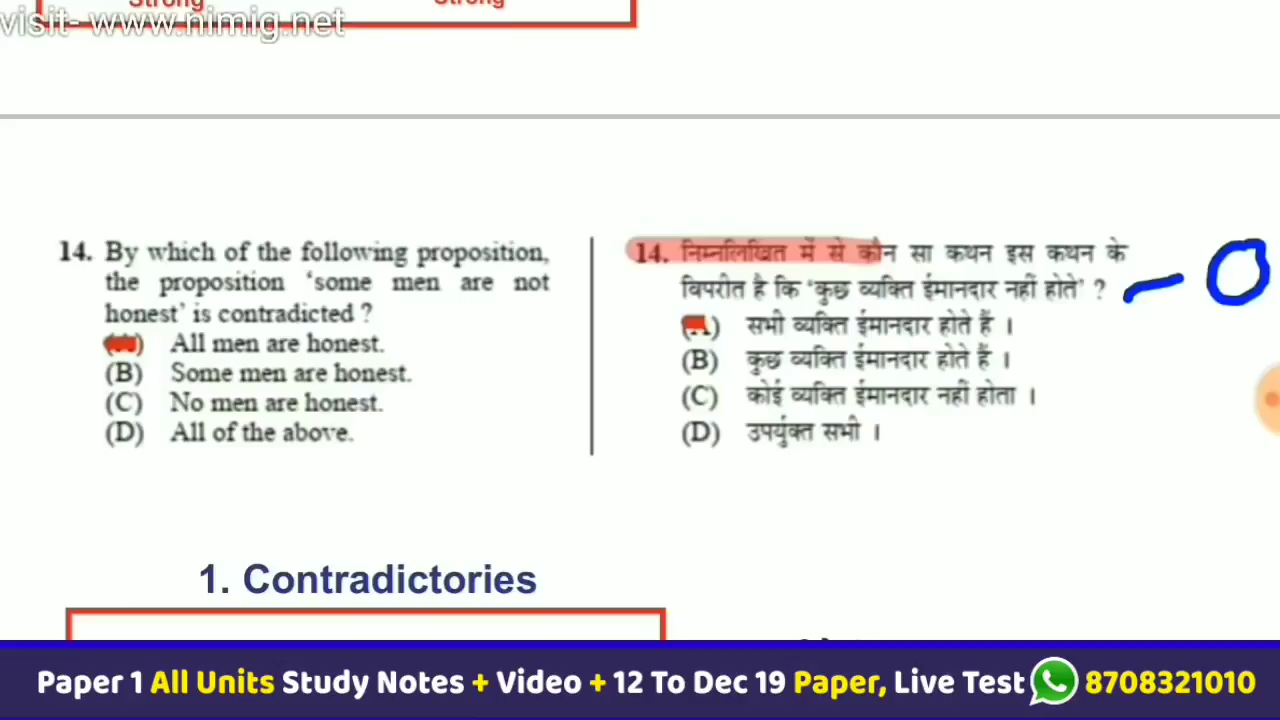 Strong Strong
visit- www.nimig.net
14. By which of the following proposition,
the proposition ‘some men are not
honest’ is contradicted ?
All men are honest.
(B) Some men are honest.
(C) No men are honest.
(D) All of the above.
14. निम्नलिखित में से कौन सा कथन इस कथन के
विपरीत है कि ‘कुछ व्यक्ति ईमानदार नहीं होते’ ?
(A) सभी व्यक्ति ईमानदार होते हैं ।
(B) कुछ व्यक्ति ईमानदार होते हैं ।
(C) कोई व्यक्ति ईमानदार नहीं होता ।
(D) उपर्युक्त सभी ।
– O
1. Contradictories
Paper 1 All Units Study Notes + Video + 12 To Dec 19 Paper, Live Test 8708321010